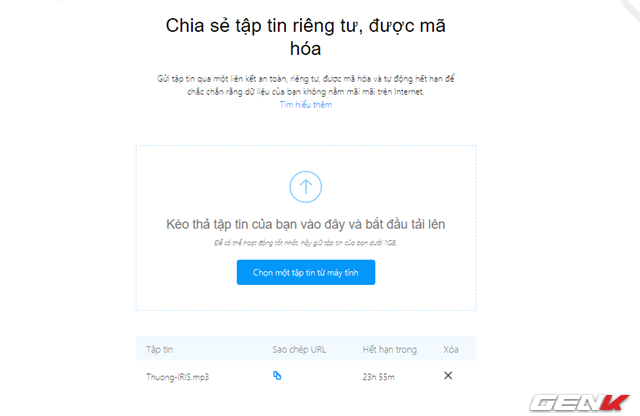 Chia sẻ tập tin riêng tư, được mã
hóa
Gửi tập tin qua một liên kết an toàn, riêng tư, được mã hóa và tự động hết hạn để
chắc chắn rằng dữ liệu của bạn không nằm mãi mãi trên Internet.
Tìm hiểu thêm
Kéo thả tập tin của bạn vào đây và bắt đầu tải lên
Để có thể hoạt động tốt nhất, hãy giữ tập tin của bạn dưới 1GB.
Chọn một tập tin từ máy tính
Tập tin Sao chép URL Hết hạn trong Xóa
Thuong-IRIS.mp3 23h 55m
GENK